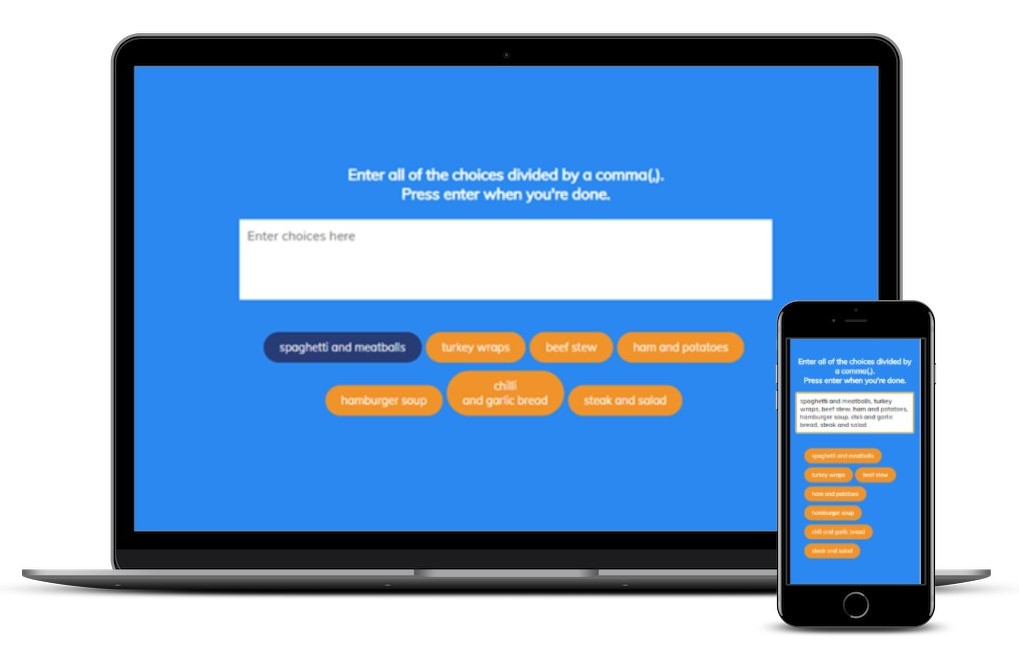 Enter all of the choices divided by a comma(,).
Press enter when you're done.
Enter choices here
spaghetti and meatballs turkey wraps beef stew ham and potatoes
hamburger soup chilli and garlic bread steak and salad
Enter all of the choices divided by
a comma(,).
Press enter when you're done.
spaghetti and meatballs, turkey
wraps, beef stew, ham and potatoes,
hamburger soup, chili and garlic
bread, steak and salad
spaghetti and meatballs
turkey wraps beef stew
ham and potatoes
hamburger soup
chili and garlic bread
steak and salad